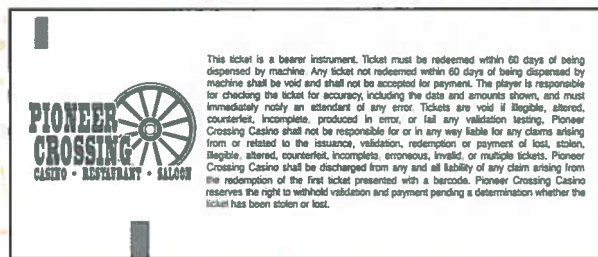 PIONEER
CROSSING
CASINO • RESTAURANT • SALOON
This ticket is a bearer instrument. Ticket must be redeemed within 60 days of being
dispensed by machine. Any ticket not redeemed within 60 days of being dispensed by
machine shall be void and shall not be accepted for payment. The player is responsible
for checking the ticket for accuracy, including the date and amounts shown, and must
immediately notify an attendant of any error. Tickets are void if illegible, altered,
counterfeit, incomplete, produced in error, or fail any validation testing. Pioneer
Crossing Casino shall not be responsible for or in any way liable for any claims arising
from or related to the issuance, validation, redemption or payment of lost, stolen,
illegible, altered, counterfeit, incomplete, erroneous, invalid, or multiple tickets. Pioneer
Crossing Casino shall be discharged from any and all liability of any claim arising from
the redemption of the first ticket presented with a barcode. Pioneer Crossing Casino
reserves the right to withhold validation and payment pending a determination whether the
ticket has been stolen or lost.